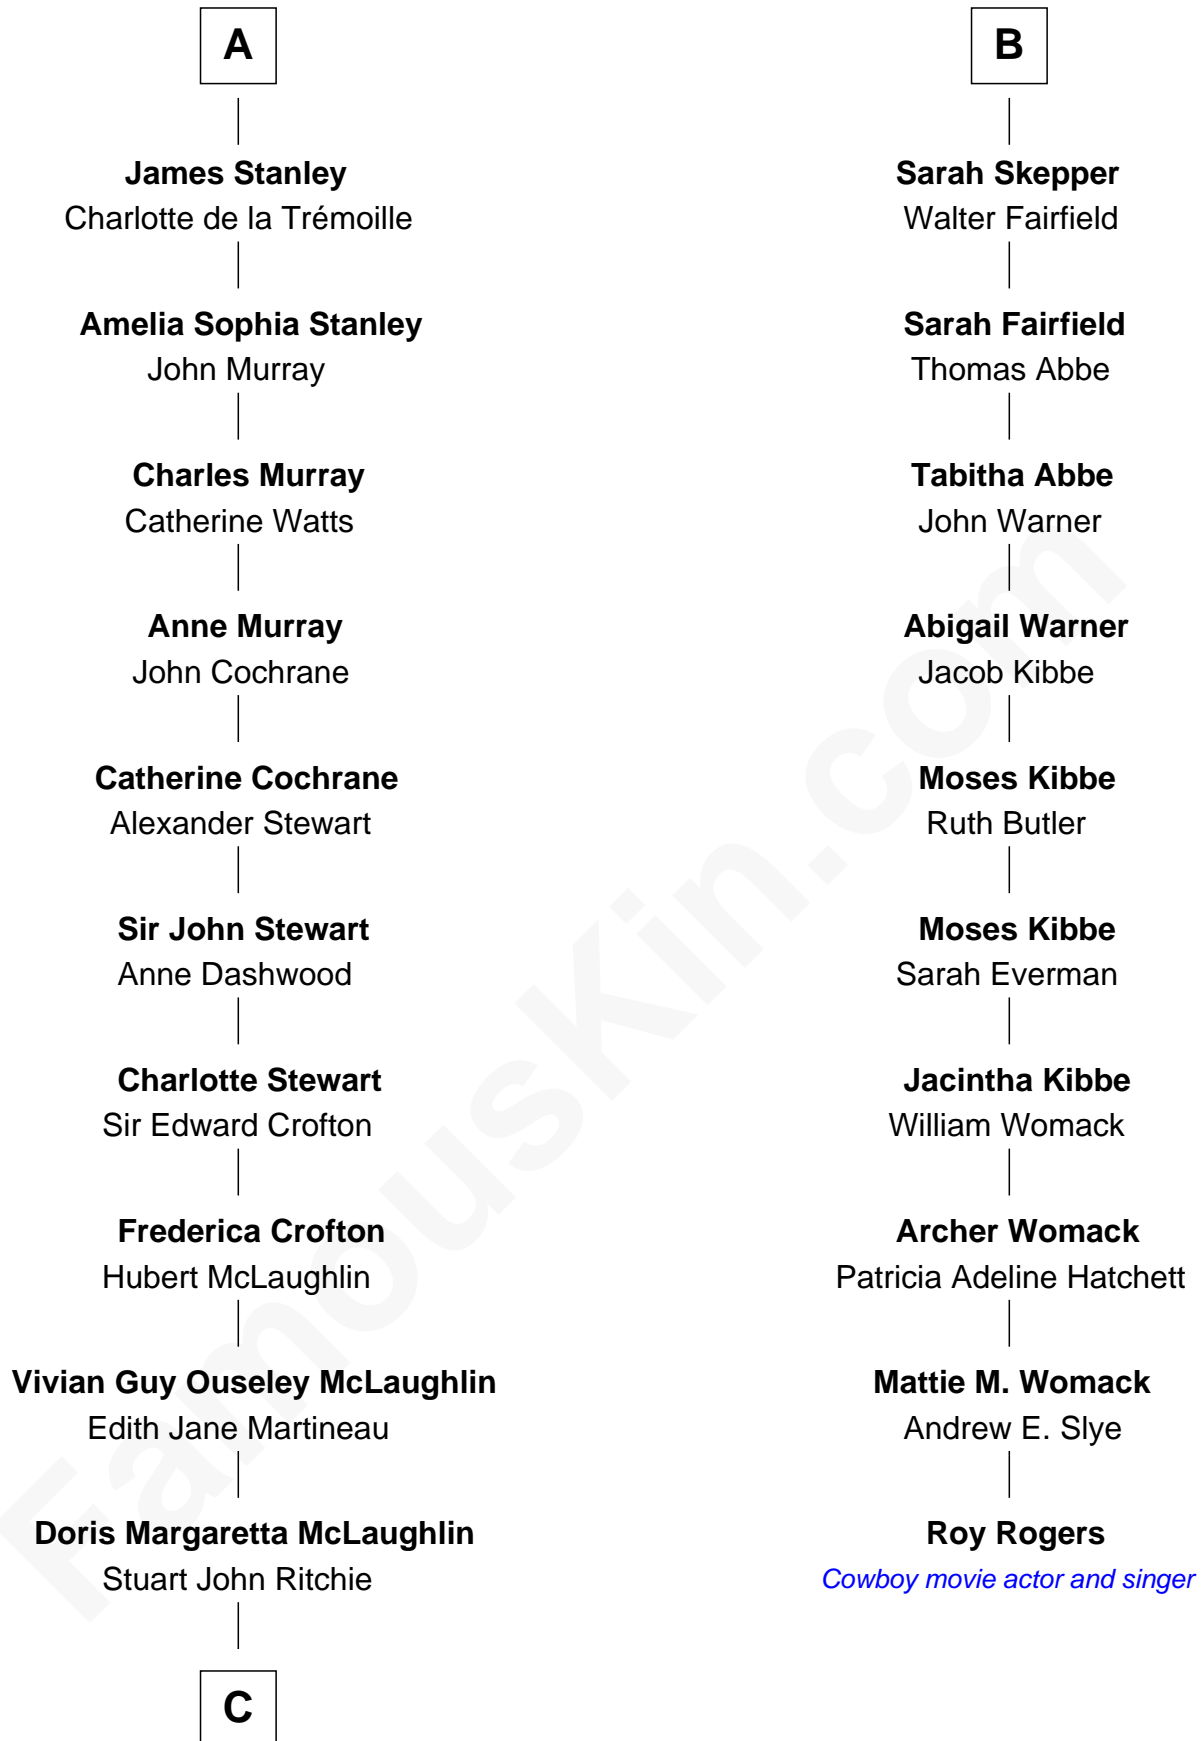 A
James Stanley
Charlotte de la Trémoille
Amelia Sophia Stanley
John Murray
Charles Murray
Catherine Watts
Anne Murray
John Cochrane
Catherine Cochrane
Alexander Stewart
Sir John Stewart
Anne Dashwood
Charlotte Stewart
Sir Edward Crofton
Frederica Crofton
Hubert McLaughlin
Vivian Guy Ouseley McLaughlin
Edith Jane Martineau
Doris Margaretta McLaughlin
Stuart John Ritchie
C
B
Sarah Skepper
Walter Fairfield
Sarah Fairfield
Thomas Abbe
Tabitha Abbe
John Warner
Abigail Warner
Jacob Kibbe
Moses Kibbe
Ruth Butler
Moses Kibbe
Sarah Everman
Jacintha Kibbe
William Womack
Archer Womack
Patricia Adeline Hatchett
Mattie M. Womack
Andrew E. Slye
Roy Rogers
Cowboy movie actor and singer
FamousKin.com